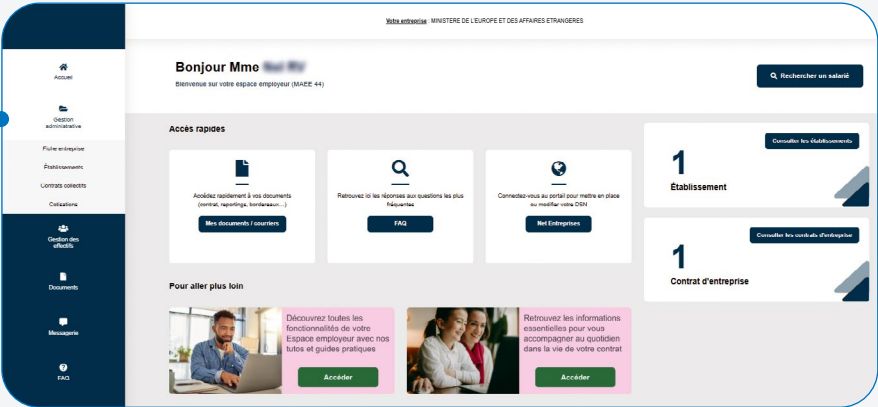 Votre entreprise : MINISTERE DE L'EUROPE ET DES AFFAIRES ETRANGERES
Accueil
Gestion
administrative
Fiche entreprise
Établissements
Contrats collectifs
Cotisations
Gestion des
effectifs
Documents
Messagerie
FAQ
Bonjour Mme
Bienvenue sur votre espace employeur (MAEE 44)
Rechercher un salarié
Accès rapides
Accédez rapidement à vos documents
(contrat, reportings, bordereaux...)
Mes documents / courriers
Retrouvez ici les réponses aux questions les plus
fréquentes
FAQ
Connectez-vous au portail pour mettre en place
ou modifier votre DSN
Net Entreprises
Consulter les établissements
1
Établissement
Consulter les contrats d'entreprise
1
Contrat d'entreprise
Pour aller plus loin
Découvrez toutes les
fonctionnalités de votre
Espace employeur avec nos
tutos et guides pratiques
Accéder
Retrouvez les informations
essentielles pour vous
accompagner au quotidien
dans la vie de votre contrat
Accéder